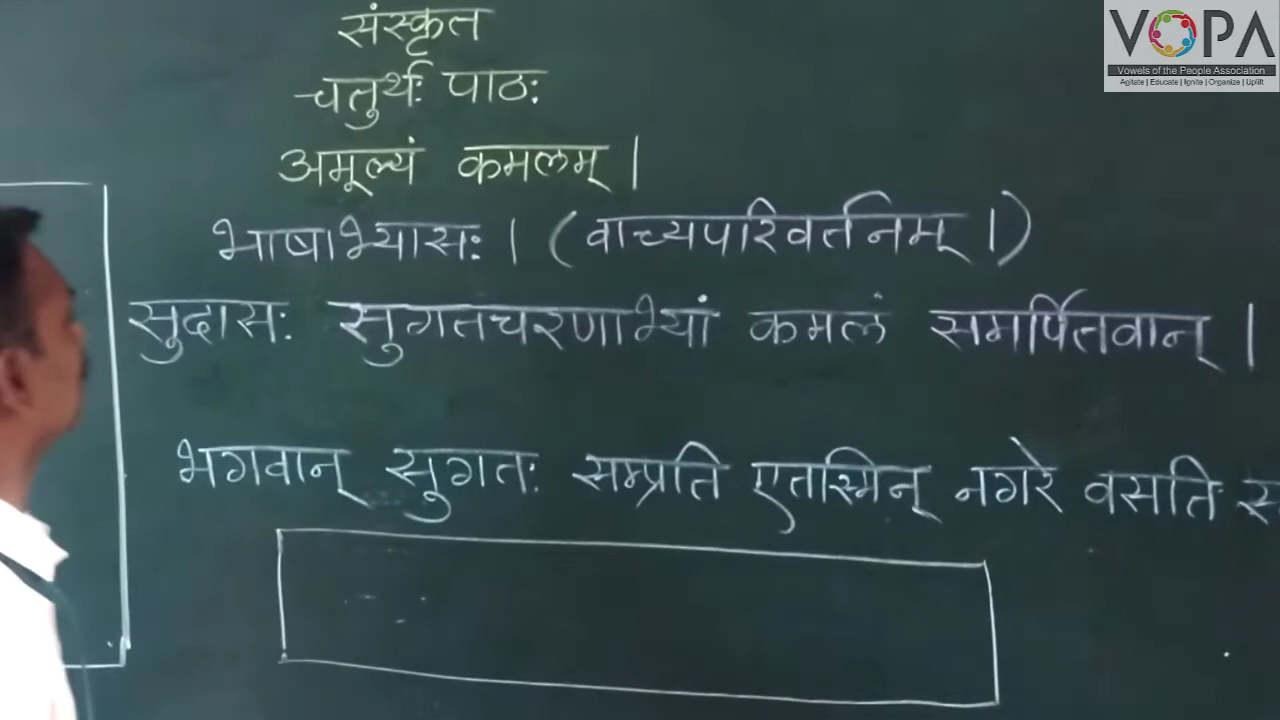 संस्कृत
चतुर्थः पाठः
अमूल्यं कमलम् |
भाषाभ्यासः | (वाच्यपरिवर्तनम् |)
सुदासः सुगतचरणाभ्यां कमलं समर्पितवान् |
भगवान् सुगतः सम्प्रति एतस्मिन् नगरे वसति
VOPA
Vowels of the People Association
Agitate | Educate | Ignite | Organize | Uplift